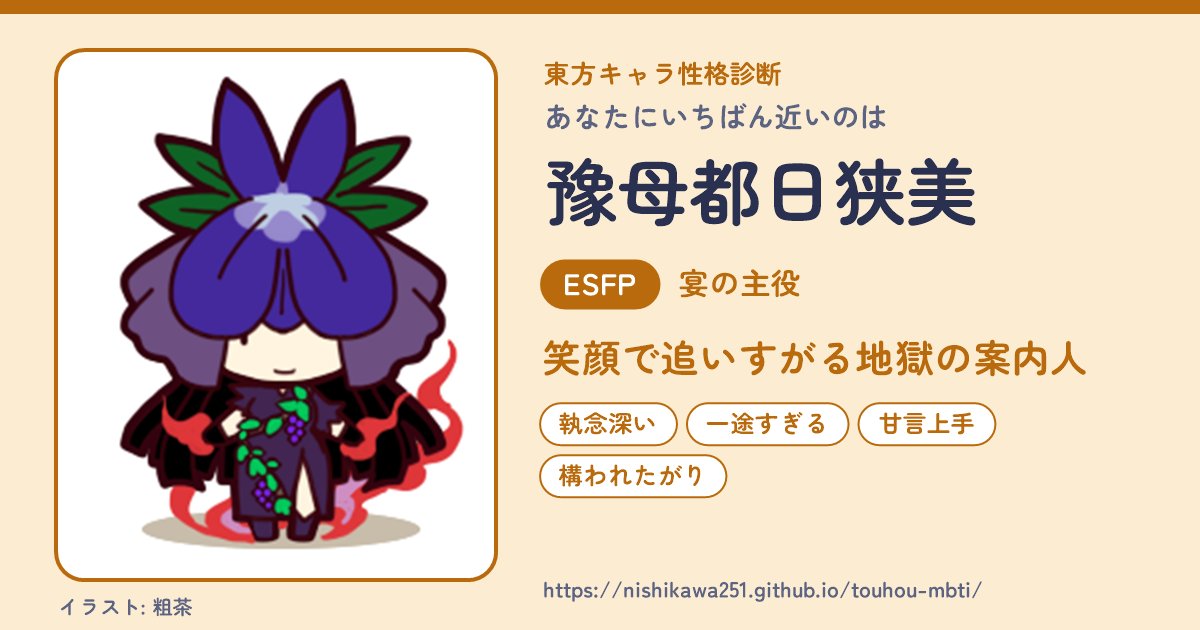 東方キャラ性格診断
あなたにいちばん近いのは
豫母都日狭美
ESFP 宴の主役
笑顔で追いすがる地獄の案内人
執念深い 一途すぎる 甘言上手
構われたがり
https://nishikawa251.github.io/touhou-mbti/
イラスト: 粗茶